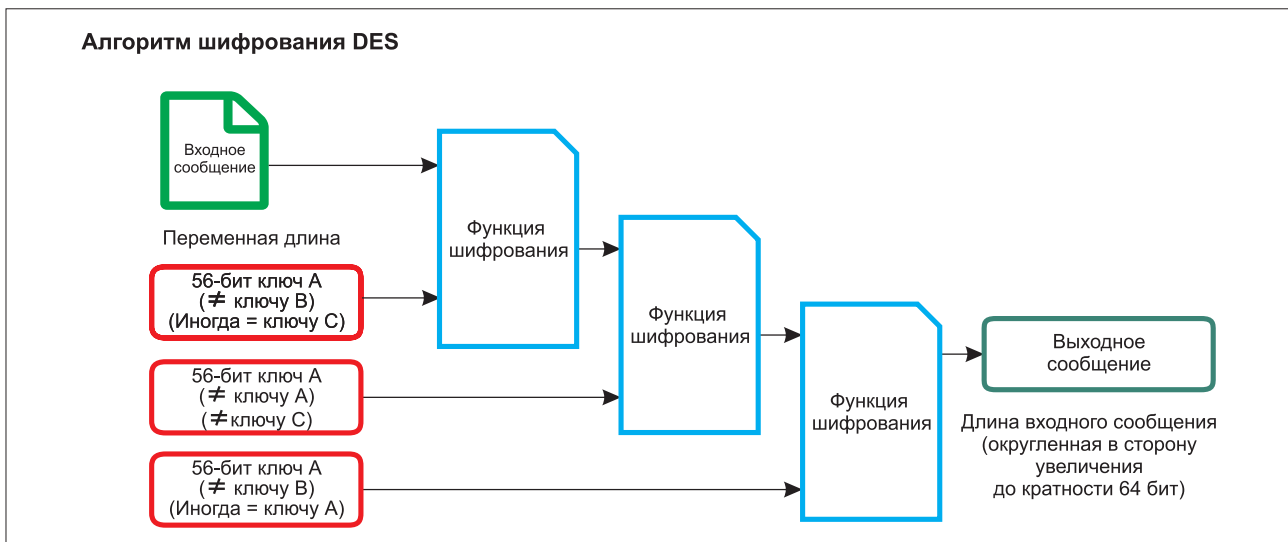 Алгоритм шифрования DES
Входное
сообщение
Переменная длина
56-бит ключ А
(≠ ключу В)
(Иногда = ключу С)
56-бит ключ А
(≠ ключу А)
(≠ключу С)
56-бит ключ А
(≠ ключу В)
(Иногда = ключу А)
Функция
шифрования
Функция
шифрования
Функция
шифрования
Выходное
сообщение
Длина входного сообщения
(округленная в сторону
увеличения
до кратности 64 бит)